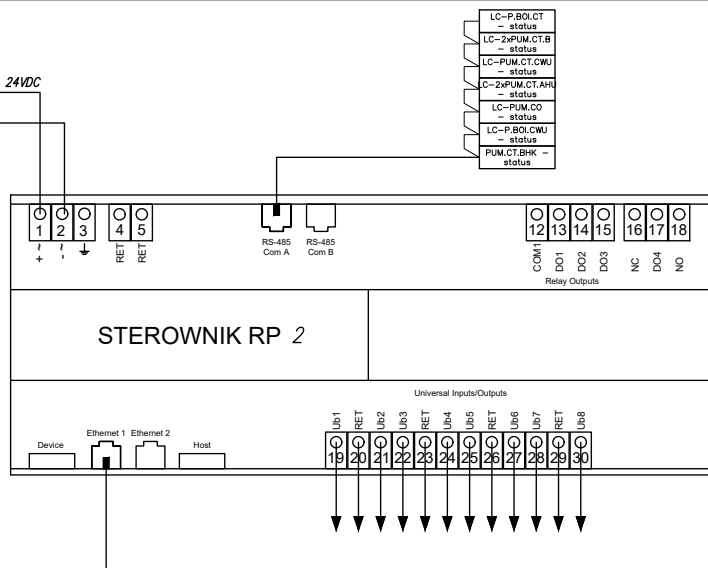 LC-P.BOI.CT
- status
LC-2xPUM.CT.B
- status
LC-PUM.CT.CWU
- status
LC-2xPUM.CT.AHU
- status
LC-PUM.CO
- status
LC-P.BOI.CWU
- status
PUM.CT.BHK -
status
24VDC
1 2 3 4 5
~ ~
+ -
RET RET
RS-485
Com A
RS-485
Com B
12 13 14 15 16 17 18
COM1 DO1 DO2 DO3 NC DO4 NO
Relay Outputs
STEROWNIK RP 2
Universal Inputs/Outputs
Device
Ethernet 1
Ethernet 2
Host
Ub1 RET Ub2 Ub3 RET Ub4 Ub5 RET Ub6 Ub7 RET Ub8
19 20 21 22 23 24 25 26 27 28 29 30